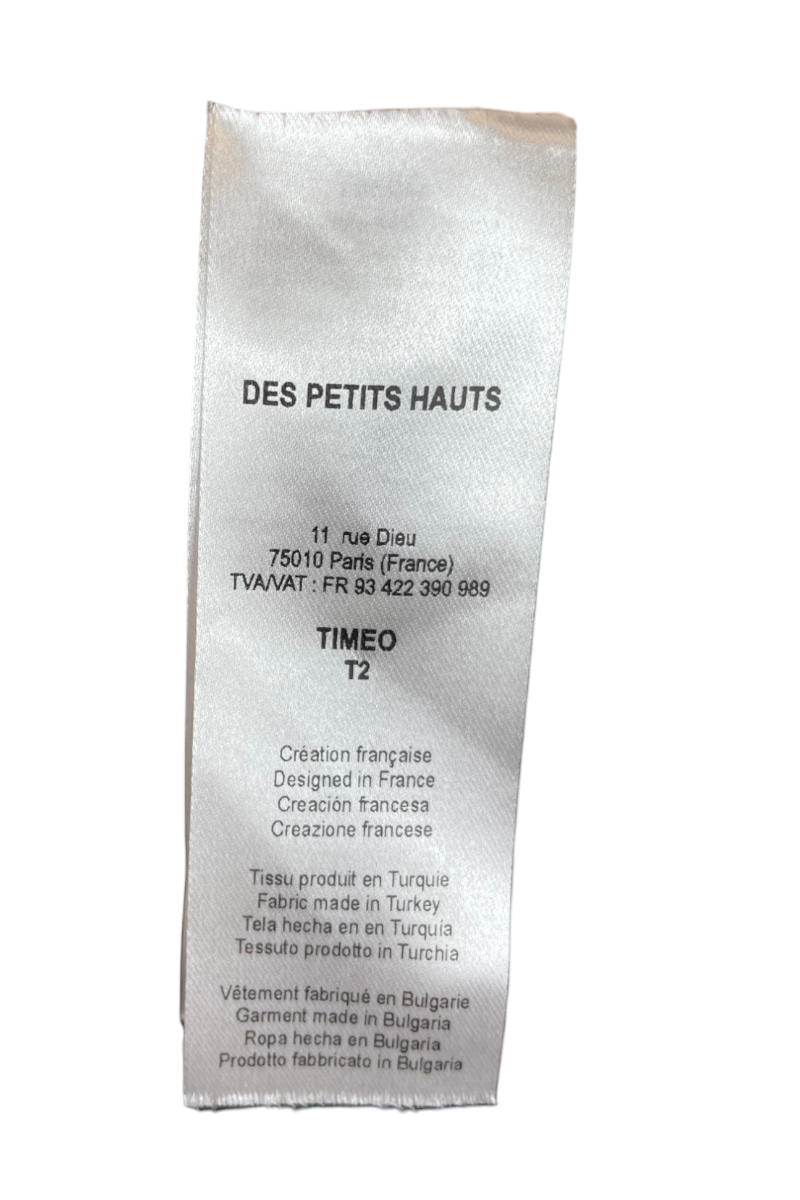 DES PETITS HAUTS
11 rue Dieu
75010 Paris (France)
TVA/VAT : FR 93 422 390 989
TIMEO
T2
Création française
Designed in France
Creación francesa
Creazione francese
Tissu produit en Turquie
Fabric made in Turkey
Tela hecha en en Turquía
Tessuto prodotto in Turchia
Vêtement fabriqué en Bulgarie
Garment made in Bulgaria
Ropa hecha en Bulgaria
Prodotto fabbricato in Bulgaria